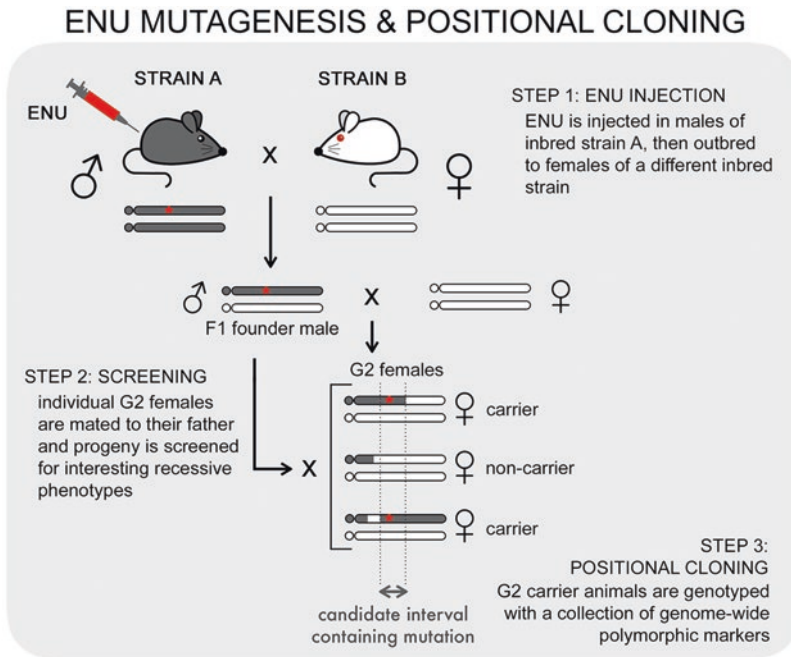 ENU MUTAGENESIS & POSITIONAL CLONING
STRAIN A
STRAIN B
ENU
X
STEP 1: ENU INJECTION
ENU is injected in males of
inbred strain A, then outbred
to females of a different inbred
strain
X
F1 founder male
G2 females
STEP 2: SCREENING
individual G2 females
are mated to their father
and progeny is screened
for interesting recessive
phenotypes
X
carrier
non-carrier
carrier
candidate interval
containing mutation
STEP 3:
POSITIONAL CLONING
G2 carrier animals are genotyped
with a collection of genome-wide
polymorphic markers